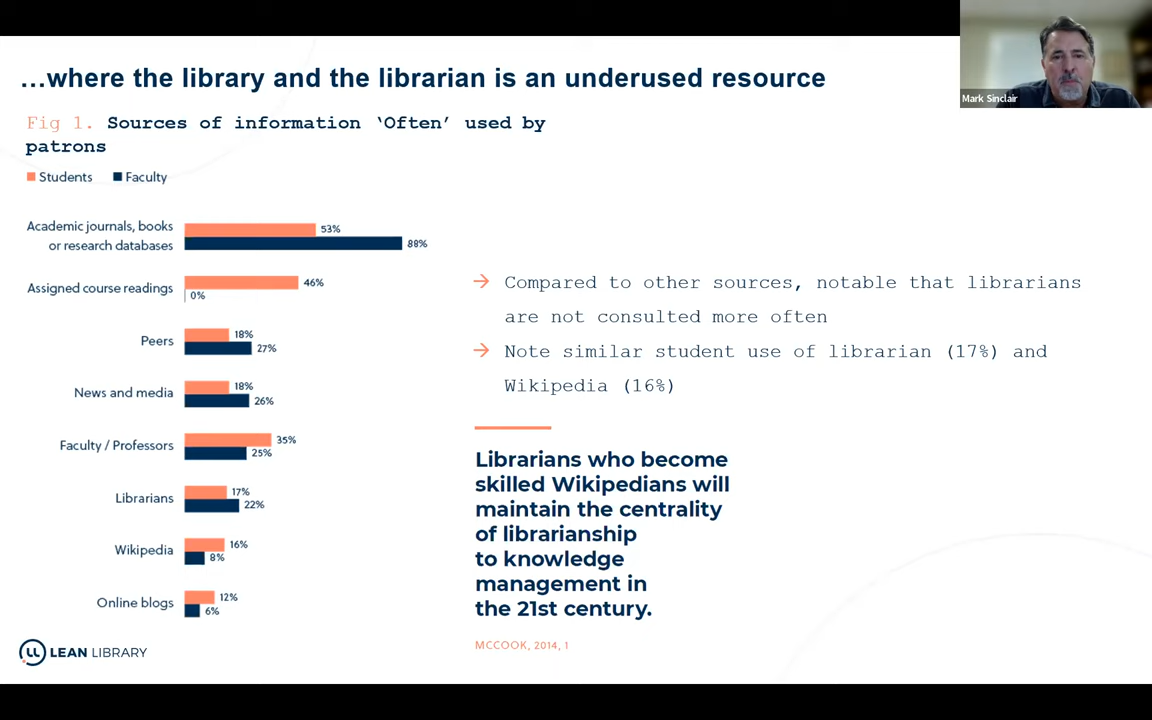 ...where the library and the librarian is an underused resource
Mark Sinclair
Fig 1. Sources of information ‘Often’ used by
patrons
Students Faculty
Academic journals, books
or research databases
53%
88%
Assigned course readings
46%
0%
Peers
18%
27%
News and media
18%
26%
Faculty / Professors
35%
25%
Librarians
17%
22%
Wikipedia
16%
8%
Online blogs
12%
6%
→ Compared to other sources, notable that librarians
are not consulted more often
→ Note similar student use of librarian (17%) and
Wikipedia (16%)
Librarians who become
skilled Wikipedians will
maintain the centrality
of librarianship
to knowledge
management in
the 21st century.
MCCOOK, 2014, 1
LL LEAN LIBRARY